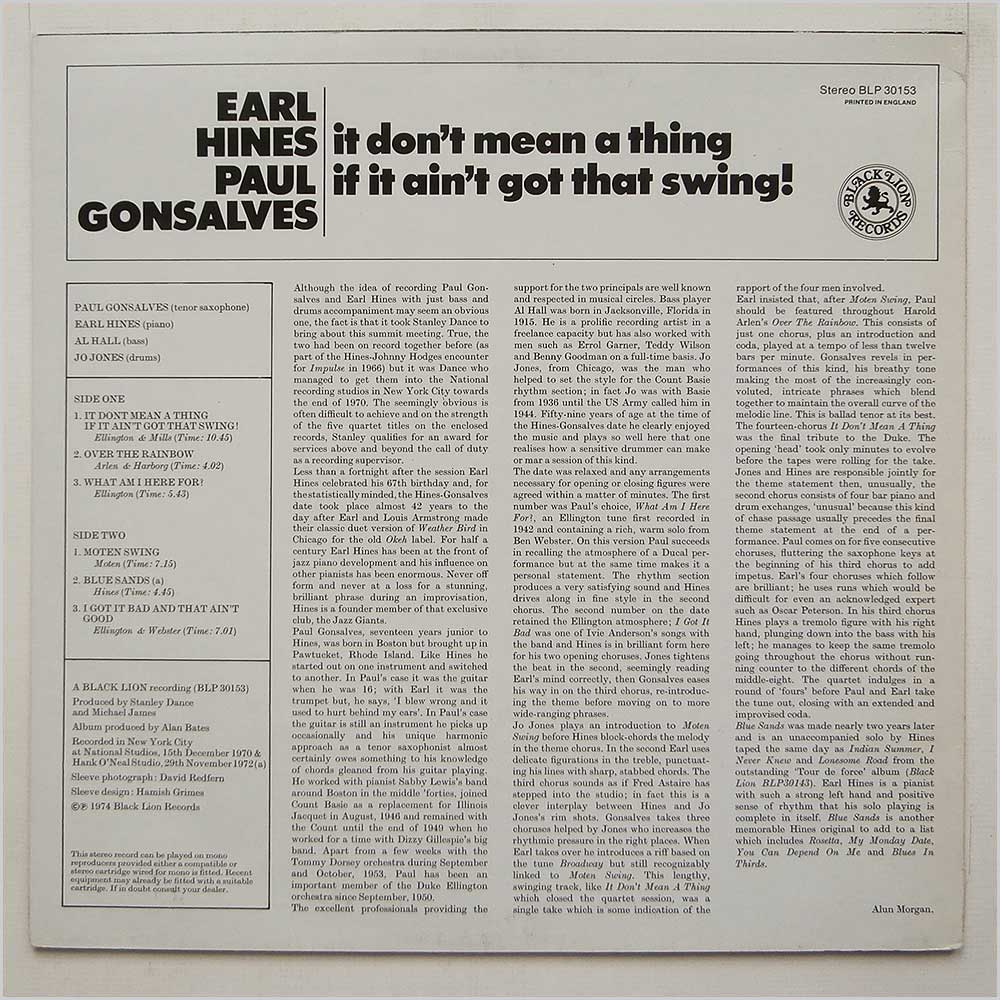 EARL
HINES
PAUL
GONSALVES
it don't mean a thing
if it ain't got that swing!
Stereo BLP 30153
PRINTED IN ENGLAND
BLACK LION
RECORDS
PAUL GONSALVES (tenor saxophone)
EARL HINES (piano)
AL HALL (bass)
JO JONES (drums)
SIDE ONE
1. IT DONT MEAN A THING
IF IT AIN'T GOT THAT SWING!
Ellington & Mills (Time: 10.45)
2. OVER THE RAINBOW
Arlen & Harborg (Time: 4.02)
3. WHAT AM I HERE FOR?
Ellington (Time: 5.43)
SIDE TWO
1. MOTEN SWING
Moten (Time: 7.15)
2. BLUE SANDS (a)
Hines (Time: 4.45)
3. I GOT IT BAD AND THAT AIN'T
GOOD
Ellington & Webster (Time: 7.01)
A BLACK LION recording (BLP 30153)
Produced by Stanley Dance
and Michael James
Album produced by Alan Bates
Recorded in New York City
at National Studios, 15th December 1970 &
Hank O'Neal Studio, 29th November 1972 (a)
Sleeve photograph: David Redfern
Sleeve design: Hamish Grimes
©℗ 1974 Black Lion Records
This stereo record can be played on mono
reproducers provided either a compatible or
stereo cartridge wired for mono is fitted. Recent
equipment may already be fitted with a suitable
cartridge. If in doubt consult your dealer.
Although the idea of recording Paul Gon-
salves and Earl Hines with just bass and
drums accompaniment may seem an obvious
one, the fact is that it took Stanley Dance to
bring about this summit meeting. True, the
two had been on record together before (as
part of the Hines-Johnny Hodges encounter
for Impulse in 1966) but it was Dance who
managed to get them into the National
recording studios in New York City towards
the end of 1970. The seemingly obvious is
often difficult to achieve and on the strength
of the five quartet titles on the enclosed
records, Stanley qualifies for an award for
services above and beyond the call of duty
as a recording supervisor.
Less than a fortnight after the session Earl
Hines celebrated his 67th birthday and, for
the statistically minded, the Hines-Gonsalves
date took place almost 42 years to the
day after Earl and Louis Armstrong made
their classic duet version of Weather Bird in
Chicago for the old Okeh label. For half a
century Earl Hines has been at the front of
jazz piano development and his influence on
other pianists has been enormous. Never off
form and never at a loss for a stunning,
brilliant phrase during an improvisation,
Hines is a founder member of that exclusive
club, the Jazz Giants.
Paul Gonsalves, seventeen years junior to
Hines, was born in Boston but brought up in
Pawtucket, Rhode Island. Like Hines he
started out on one instrument and switched
to another. In Paul's case it was the guitar
when he was 16; with Earl it was the
trumpet but, he says, 'I blew wrong and it
used to hurt behind my ears'. In Paul's case
the guitar is still an instrument he picks up
occasionally and his unique harmonic
approach as a tenor saxophonist almost
certainly owes something to his knowledge
of chords gleaned from his guitar playing.
He worked with pianist Sabby Lewis's band
around Boston in the middle 'forties, joined
Count Basie as a replacement for Illinois
Jacquet in August, 1946 and remained with
the Count until the end of 1949 when he
worked for a time with Dizzy Gillespie's big
band. Apart from a few weeks with the
Tommy Dorsey orchestra during September
and October, 1953, Paul has been an
important member of the Duke Ellington
orchestra since September, 1950.
The excellent professionals providing the
support for the two principals are well known
and respected in musical circles. Bass player
Al Hall was born in Jacksonville, Florida in
1915. He is a prolific recording artist in a
freelance capacity but has also worked with
men such as Errol Garner, Teddy Wilson
and Benny Goodman on a full-time basis. Jo
Jones, from Chicago, was the man who
helped to set the style for the Count Basie
rhythm section; in fact Jo was with Basie
from 1936 until the US Army called him in
1944. Fifty-nine years of age at the time of
the Hines-Gonsalves date he clearly enjoyed
the music and plays so well here that one
realises how a sensitive drummer can make
or mar a session of this kind.
The date was relaxed and any arrangements
necessary for opening or closing figures were
agreed within a matter of minutes. The first
number was Paul's choice, What Am I Here
For?, an Ellington tune first recorded in
1942 and containing a rich, warm solo from
Ben Webster. On this version Paul succeeds
in recalling the atmosphere of a Ducal per-
formance but at the same time makes it a
personal statement. The rhythm section
produces a very satisfying sound and Hines
drives along in fine style in the second
chorus. The second number on the date
retained the Ellington atmosphere; I Got It
Bad was one of Ivie Anderson's songs with
the band and Hines is in brilliant form here
for his two opening choruses. Jones tightens
the beat in the second, seemingly reading
Earl's mind correctly, then Gonsalves eases
his way in on the third chorus, re-introduc-
ing the theme before moving on to more
wide-ranging phrases.
Jo Jones plays an introduction to Moten
Swing before Hines block-chords the melody
in the theme chorus. In the second Earl uses
delicate figurations in the treble, punctuat-
ing his lines with sharp, stabbed chords. The
third chorus sounds as if Fred Astaire has
stepped into the studio; in fact this is a
clever interplay between Hines and Jo
Jones's rim shots. Gonsalves takes three
choruses helped by Jones who increases the
rhythmic pressure in the right places. When
Earl takes over he introduces a riff based on
the tune Broadway but still recognizably
linked to Moten Swing. This lengthy,
swinging track, like It Don't Mean A Thing
which closed the quartet session, was a
single take which is some indication of the
rapport of the four men involved.
Earl insisted that, after Moten Swing, Paul
should be featured throughout Harold
Arlen's Over The Rainbow. This consists of
just one chorus, plus an introduction and
coda, played at a tempo of less than twelve
bars per minute. Gonsalves revels in per-
formances of this kind, his breathy tone
making the most of the increasingly con-
voluted, intricate phrases which blend
together to maintain the overall curve of the
melodic line. This is ballad tenor at its best.
The fourteen-chorus It Don't Mean A Thing
was the final tribute to the Duke. The
opening 'head' took only minutes to evolve
before the tapes were rolling for the take.
Jones and Hines are responsible jointly for
the theme statement then, unusually, the
second chorus consists of four bar piano and
drum exchanges, 'unusual' because this kind
of chase passage usually precedes the final
theme statement at the end of a per-
formance. Paul comes on for five consecutive
choruses, fluttering the saxophone keys at
the beginning of his third chorus to add
impetus. Earl's four choruses which follow
are brilliant; he uses runs which would be
difficult for even an acknowledged expert
such as Oscar Peterson. In his third chorus
Hines plays a tremolo figure with his right
hand, plunging down into the bass with his
left; he manages to keep the same tremolo
going throughout the chorus without run-
ning counter to the different chords of the
middle-eight. The quartet indulges in a
round of 'fours' before Paul and Earl take
the tune out, closing with an extended and
improvised coda.
Blue Sands was made nearly two years later
and is an unaccompanied solo by Hines
taped the same day as Indian Summer, I
Never Knew and Lonesome Road from the
outstanding 'Tour de force' album (Black
Lion BLP30143). Earl Hines is a pianist
with such a strong left hand and positive
sense of rhythm that his solo playing is
complete in itself. Blue Sands is another
memorable Hines original to add to a list
which includes Rosetta, My Monday Date,
You Can Depend On Me and Blues In
Thirds.
Alun Morgan.